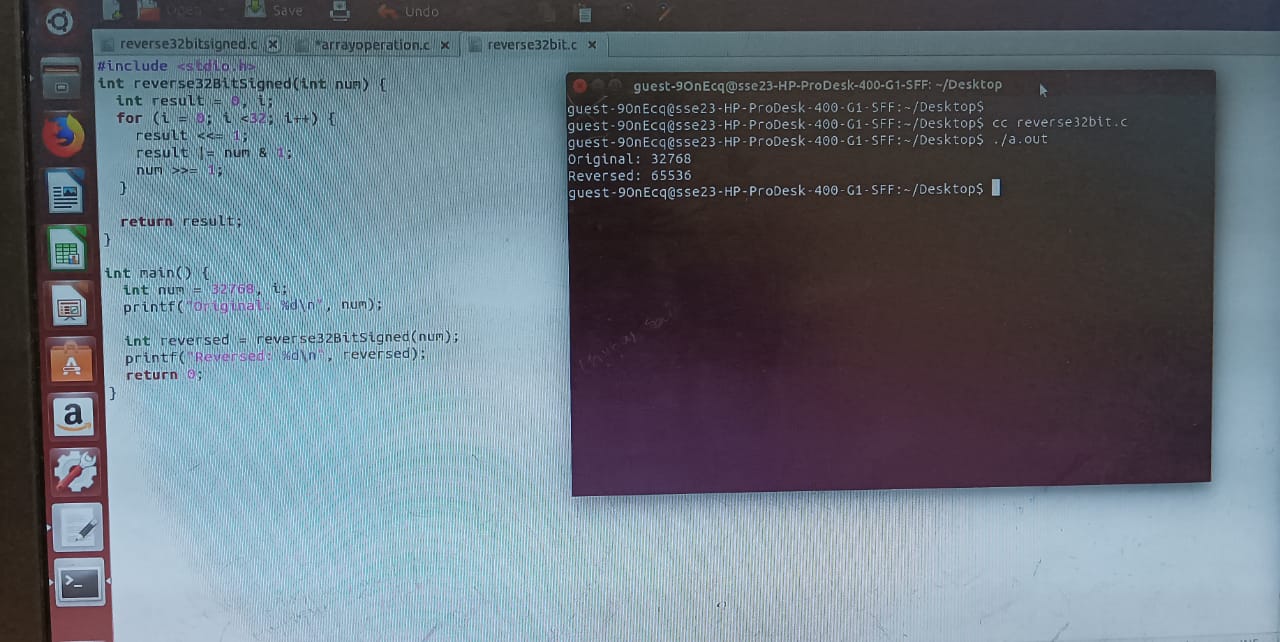 Open Save Undo
reverse32bitsigned.c x *arrayoperation.c x reverse32bit.c x
#include <stdio.h>
int reverse32BitSigned(int num) {
int result = 0, i;
for (i = 0; i <32; i++) {
result <<= 1;
result |= num & 1;
num >>= 1;
}
return result;
}
int main() {
int num = 32768, i;
printf("Original: %d\n", num);
int reversed = reverse32BitSigned(num);
printf("Reversed: %d\n", reversed);
return 0;
}
guest-9OnEcq@sse23-HP-ProDesk-400-G1-SFF: ~/Desktop
guest-9OnEcq@sse23-HP-ProDesk-400-G1-SFF:~/Desktop$
guest-9OnEcq@sse23-HP-ProDesk-400-G1-SFF:~/Desktop$ cc reverse32bit.c
guest-9OnEcq@sse23-HP-ProDesk-400-G1-SFF:~/Desktop$ ./a.out
Original: 32768
Reversed: 65536
guest-9OnEcq@sse23-HP-ProDesk-400-G1-SFF:~/Desktop$
a